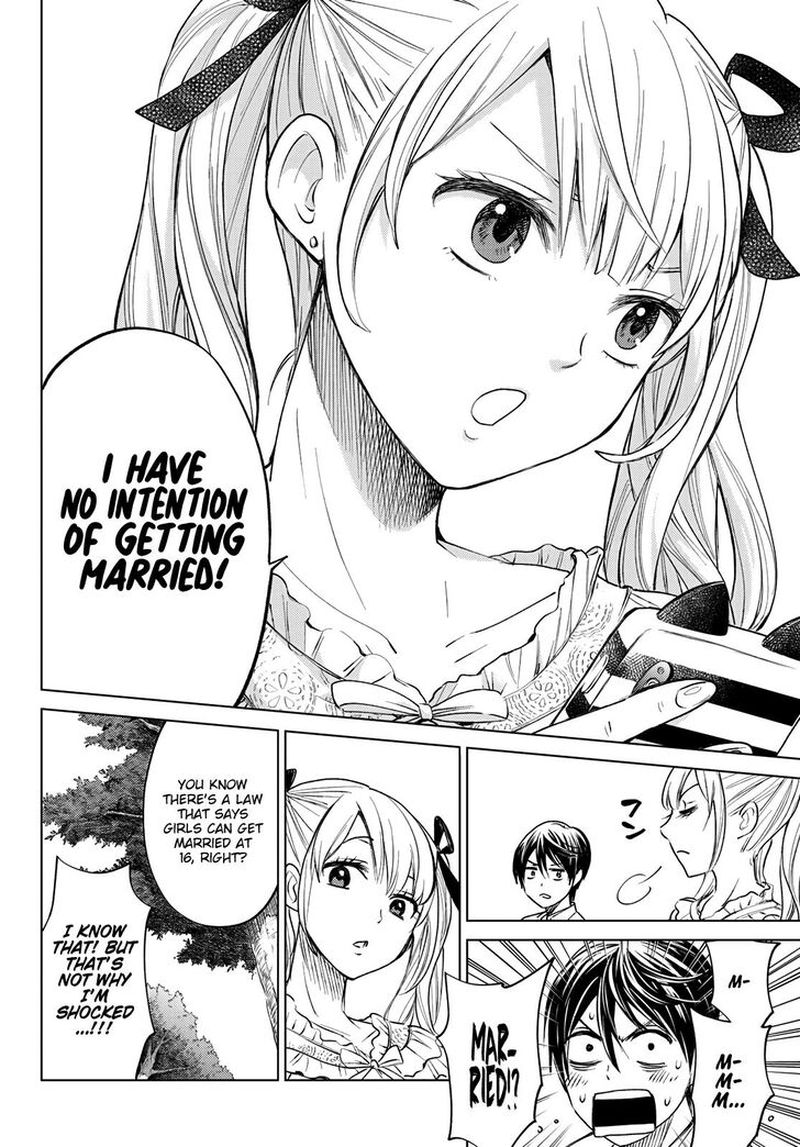 I HAVE
NO INTENTION
OF GETTING
MARRIED!
フン
M-
M-
M-
M...
MAR-
RIED!?
YOU KNOW
THERE'S A LAW
THAT SAYS
GIRLS CAN GET
MARRIED AT
16, RIGHT?
I KNOW
THAT! BUT
THAT'S
NOT WHY
I'M
SHOCKED
...!!!